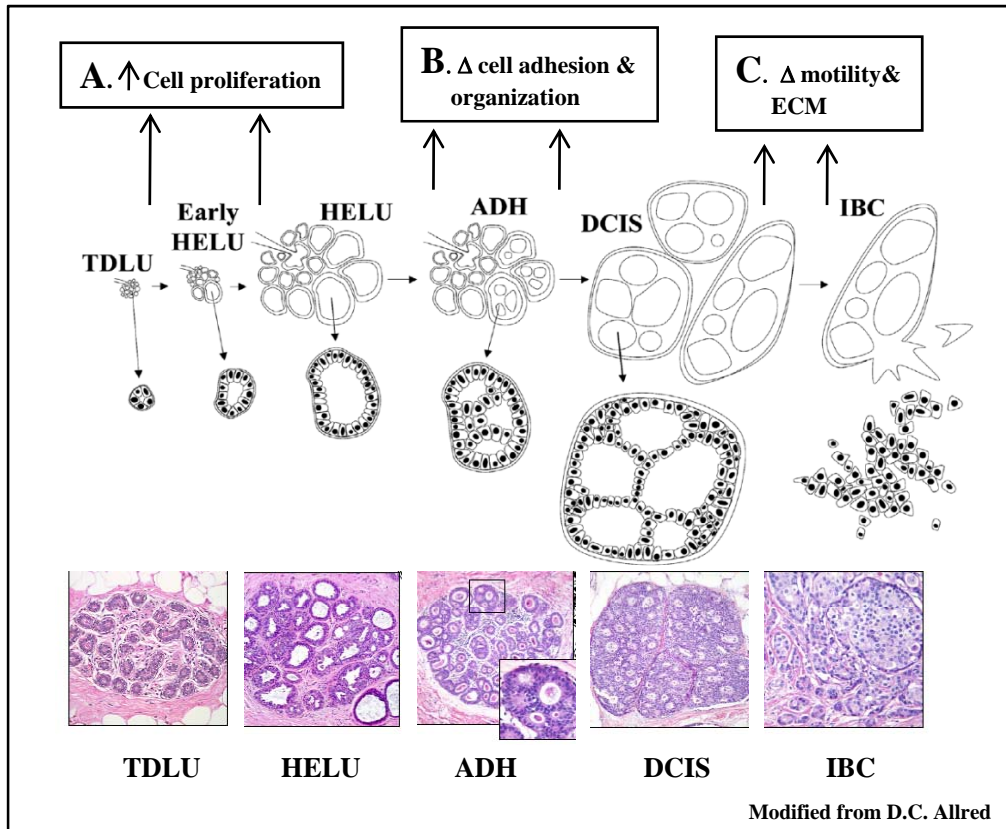 A. ↑ Cell proliferation
B. Δ cell adhesion &
organization
C. Δ motility&
ECM
TDLU
Early
HELU
HELU
ADH
DCIS
IBC
TDLU
HELU
ADH
DCIS
IBC
Modified from D.C. Allred